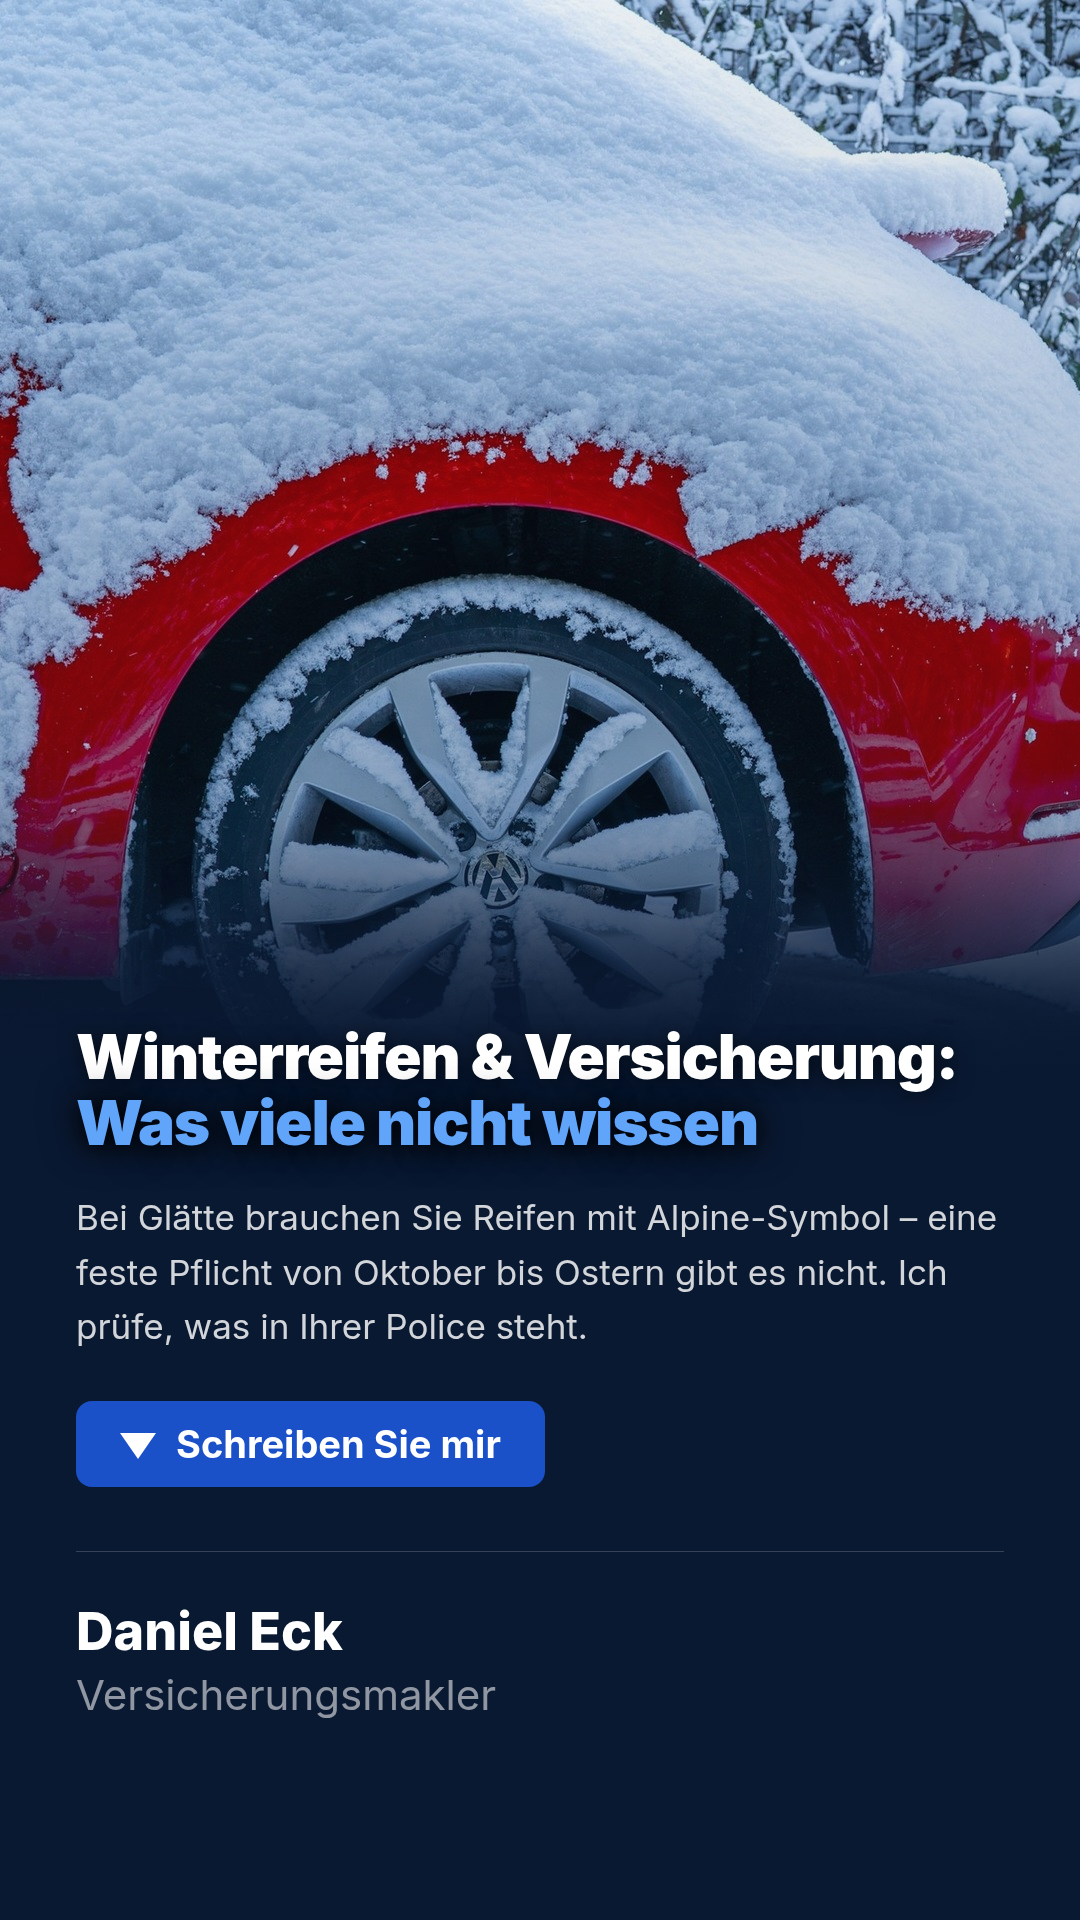 Winterreifen & Versicherung:
Was viele nicht wissen
Bei Glätte brauchen Sie Reifen mit Alpine-Symbol – eine
feste Pflicht von Oktober bis Ostern gibt es nicht. Ich
prüfe, was in Ihrer Police steht.
Schreiben Sie mir
Daniel Eck
Versicherungsmakler